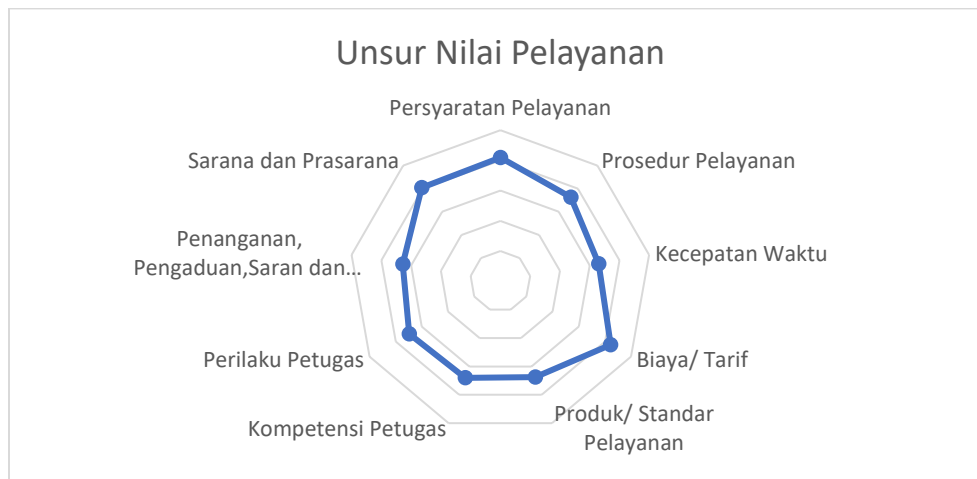 Unsur Nilai Pelayanan
Persyaratan Pelayanan
Prosedur Pelayanan
Kecepatan Waktu
Biaya/ Tarif
Produk/ Standar
Pelayanan
Kompetensi Petugas
Perilaku Petugas
Penanganan,
Pengaduan,Saran dan…
Sarana dan Prasarana